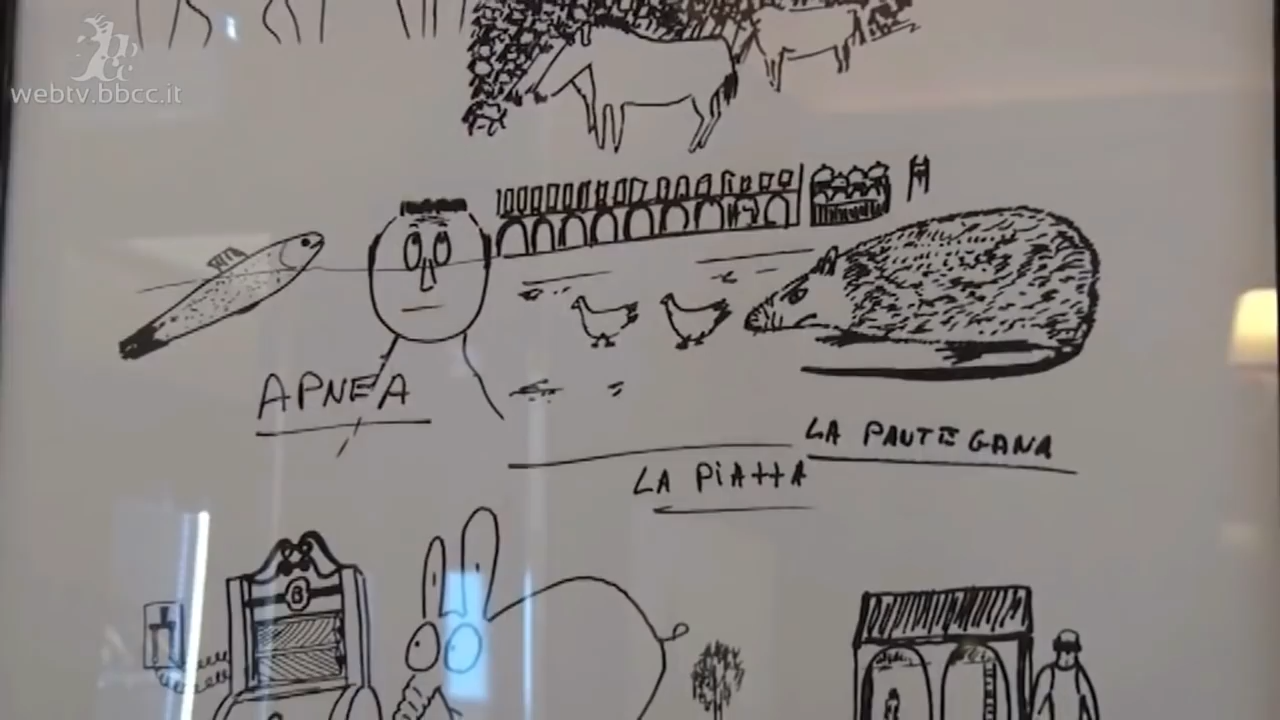 webtv.bbcc.it
APNEA
LA PAUTEGANA
LA PiAttA
B